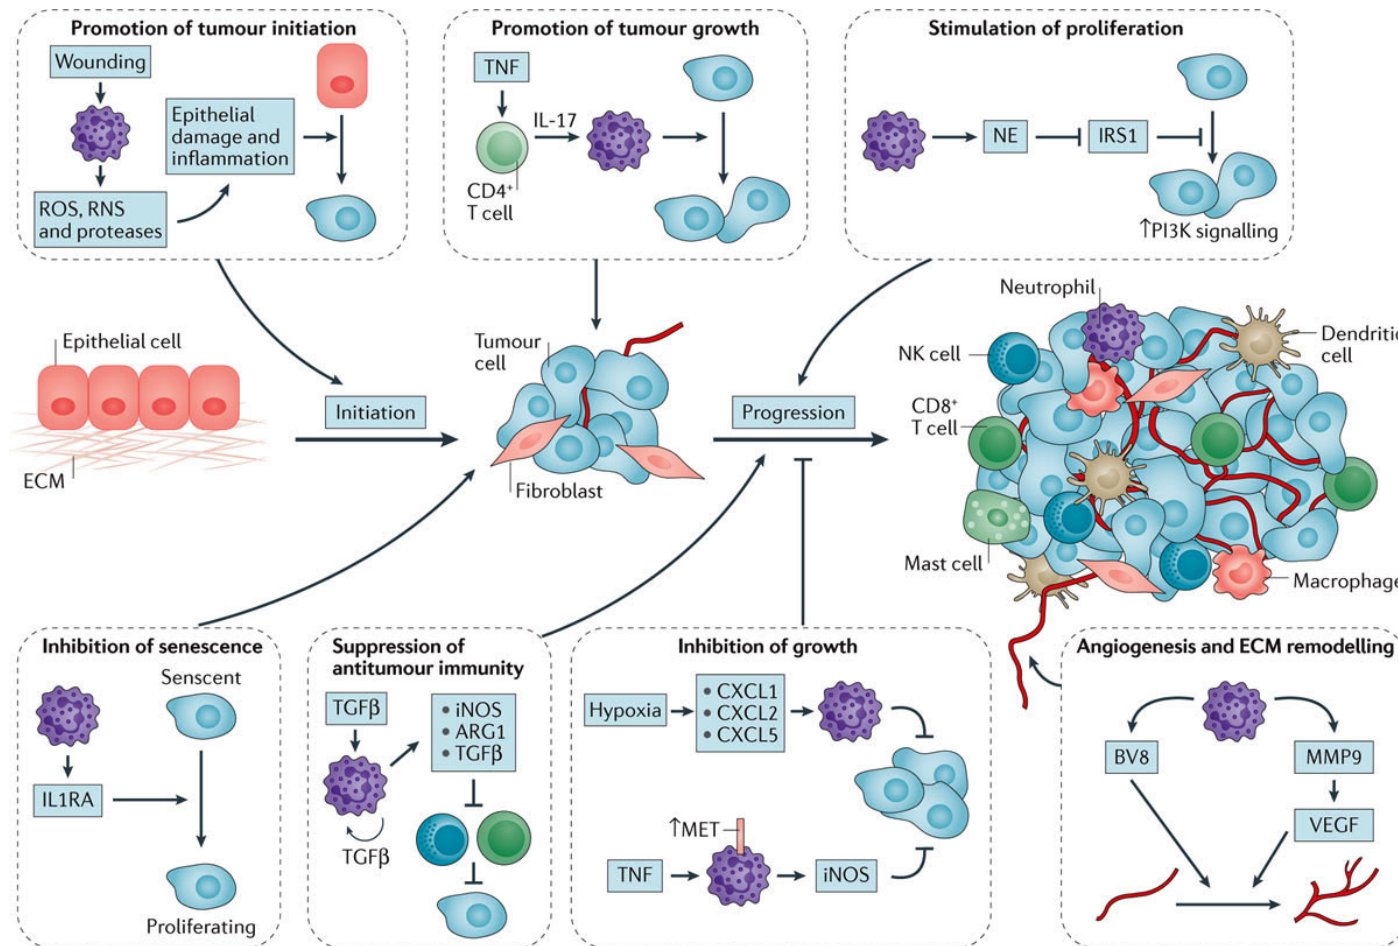 Promotion of tumour initiation
Wounding
Epithelial
damage and
inflammation
ROS, RNS
and proteases
Promotion of tumour growth
TNF
IL-17
CD4⁺
T cell
Stimulation of proliferation
NE
IRS1
↑PI3K signalling
Epithelial cell
ECM
Initiation
Tumour
cell
Fibroblast
Progression
Neutrophil
NK cell
CD8⁺
T cell
Mast cell
Dendritic
cell
Macrophage
Inhibition of senescence
Senscent
IL1RA
Proliferating
Suppression of
antitumour immunity
TGFβ
• iNOS
• ARG1
• TGFβ
TGFβ
Inhibition of growth
Hypoxia
• CXCL1
• CXCL2
• CXCL5
↑MET
TNF
iNOS
Angiogenesis and ECM remodelling
BV8
MMP9
VEGF